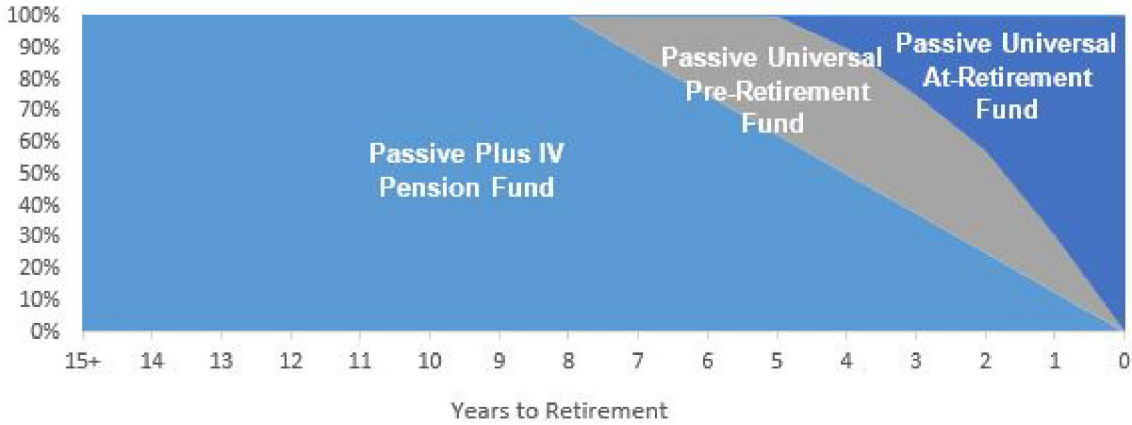 100%
90%
80%
70%
60%
50%
40%
30%
20%
10%
0%
Passive Plus IV
Pension Fund
Passive Universal
Pre-Retirement
Fund
Passive Universal
At-Retirement
Fund
15+ 14 13 12 11 10 9 8 7 6 5 4 3 2 1 0
Years to Retirement